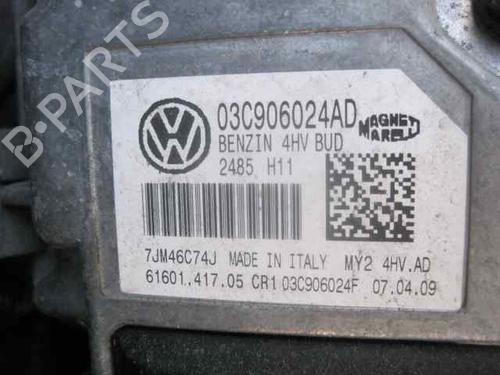 03C906024AD
MAGNETI MARELLI
BENZIN 4HV BUD
2485 H11
7JM46C74J MADE IN ITALY MY2 4HV.AD
61601.417.05 CR1 03C906024F 07.04.09